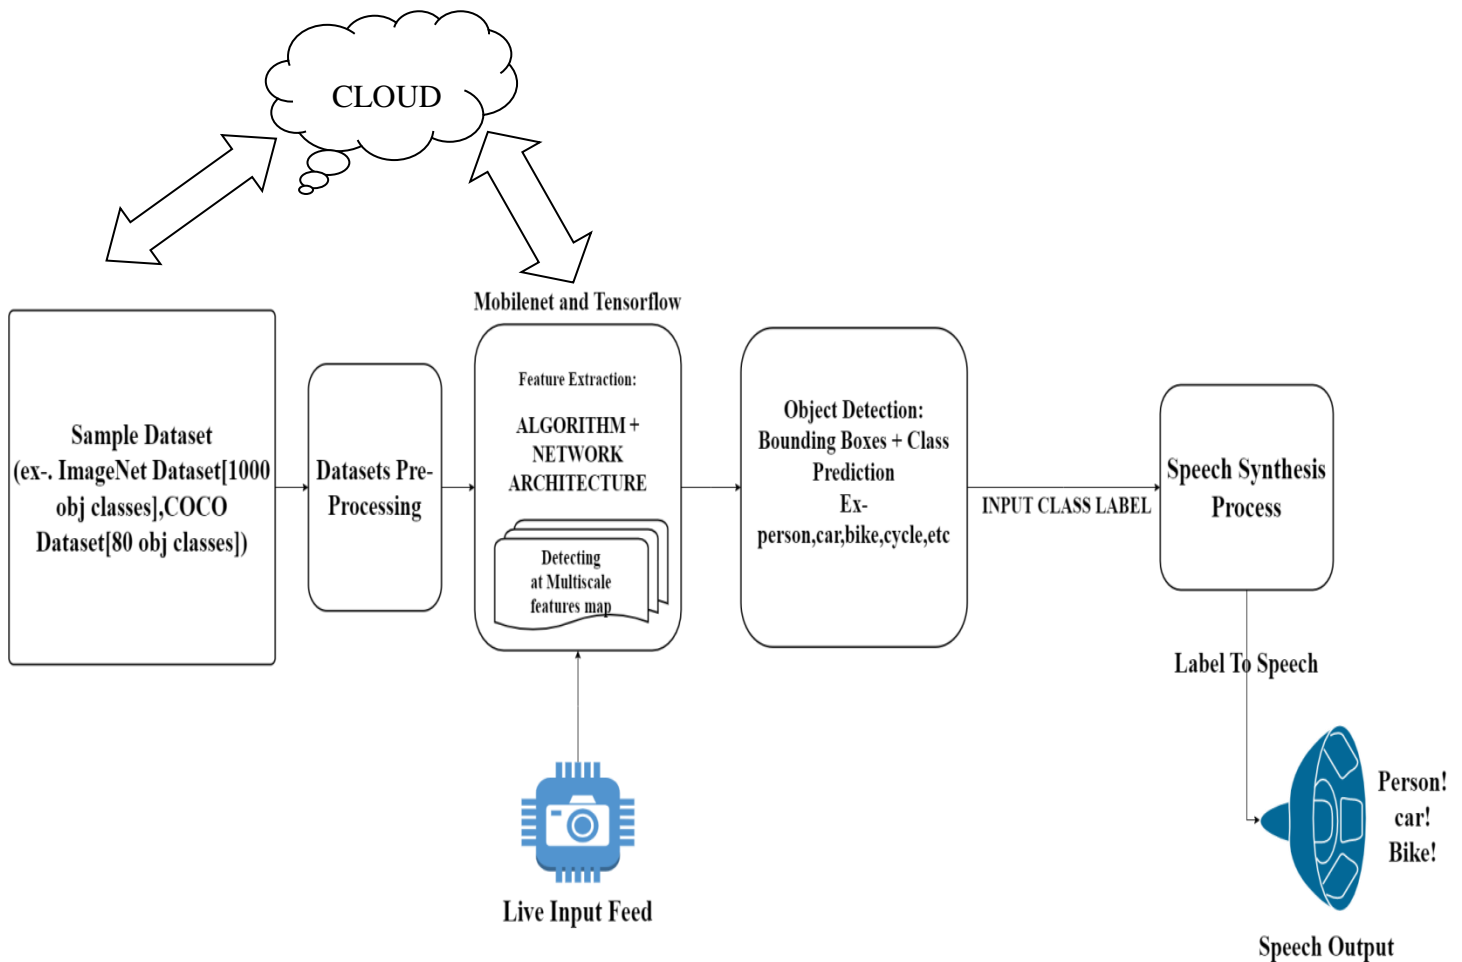 CLOUD
Mobilenet and Tensorflow
Sample Dataset
(ex-. ImageNet Dataset[1000
obj classes],COCO
Dataset[80 obj classes])
Datasets Pre-
Processing
Feature Extraction:
ALGORITHM +
NETWORK
ARCHITECTURE
Detecting
at Multiscale
features map
Object Detection:
Bounding Boxes + Class
Prediction
Ex-
person,car,bike,cycle,etc
INPUT CLASS LABEL
Speech Synthesis
Process
Label To Speech
Live Input Feed
Person!
car!
Bike!
Speech Output